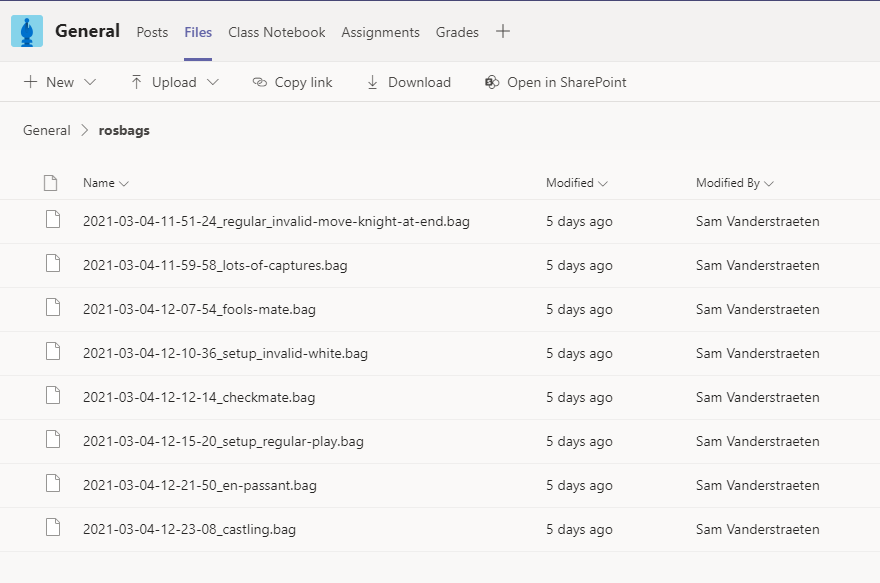 General Posts Files Class Notebook Assignments Grades
New Upload Copy link Download Open in SharePoint
General rosbags
Name Modified Modified By
2021-03-04-11-51-24_regular_invalid-move-knight-at-end.bag 5 days ago Sam Vanderstraeten
2021-03-04-11-59-58_lots-of-captures.bag 5 days ago Sam Vanderstraeten
2021-03-04-12-07-54_fools-mate.bag 5 days ago Sam Vanderstraeten
2021-03-04-12-10-36_setup_invalid-white.bag 5 days ago Sam Vanderstraeten
2021-03-04-12-12-14_checkmate.bag 5 days ago Sam Vanderstraeten
2021-03-04-12-15-20_setup_regular-play.bag 5 days ago Sam Vanderstraeten
2021-03-04-12-21-50_en-passant.bag 5 days ago Sam Vanderstraeten
2021-03-04-12-23-08_castling.bag 5 days ago Sam Vanderstraeten